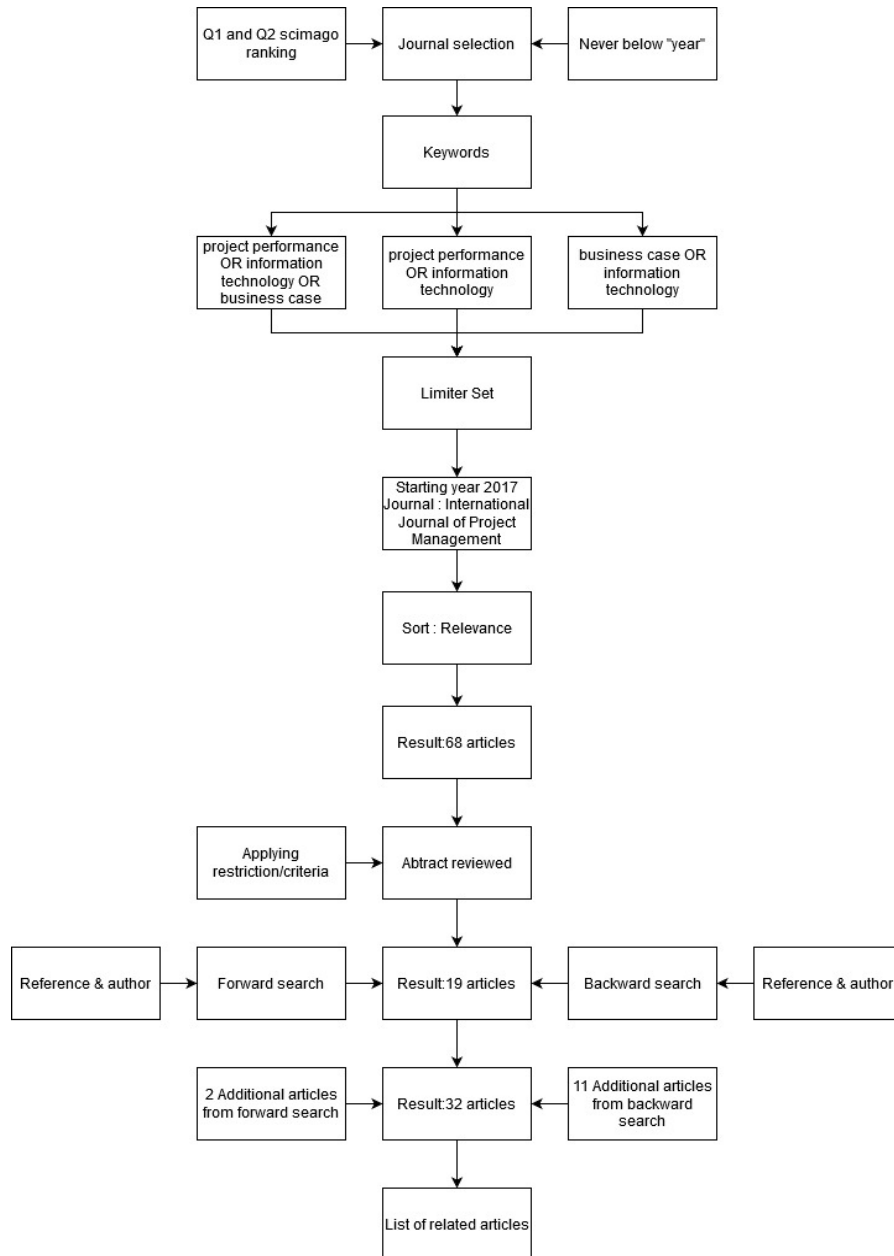 Q1 and Q2 scimago
ranking
Journal selection
Never below "year"
Keywords
project performance
OR information
technology OR
business case
project performance
OR information
technology
business case OR
information
technology
Limiter Set
Starting year 2017
Journal : International
Journal of Project
Management
Sort : Relevance
Result:68 articles
Applying
restriction/criteria
Abtract reviewed
Reference & author
Forward search
Result:19 articles
Backward search
Reference & author
2 Additional articles
from forward search
Result:32 articles
11 Additional articles
from backward
search
List of related articles